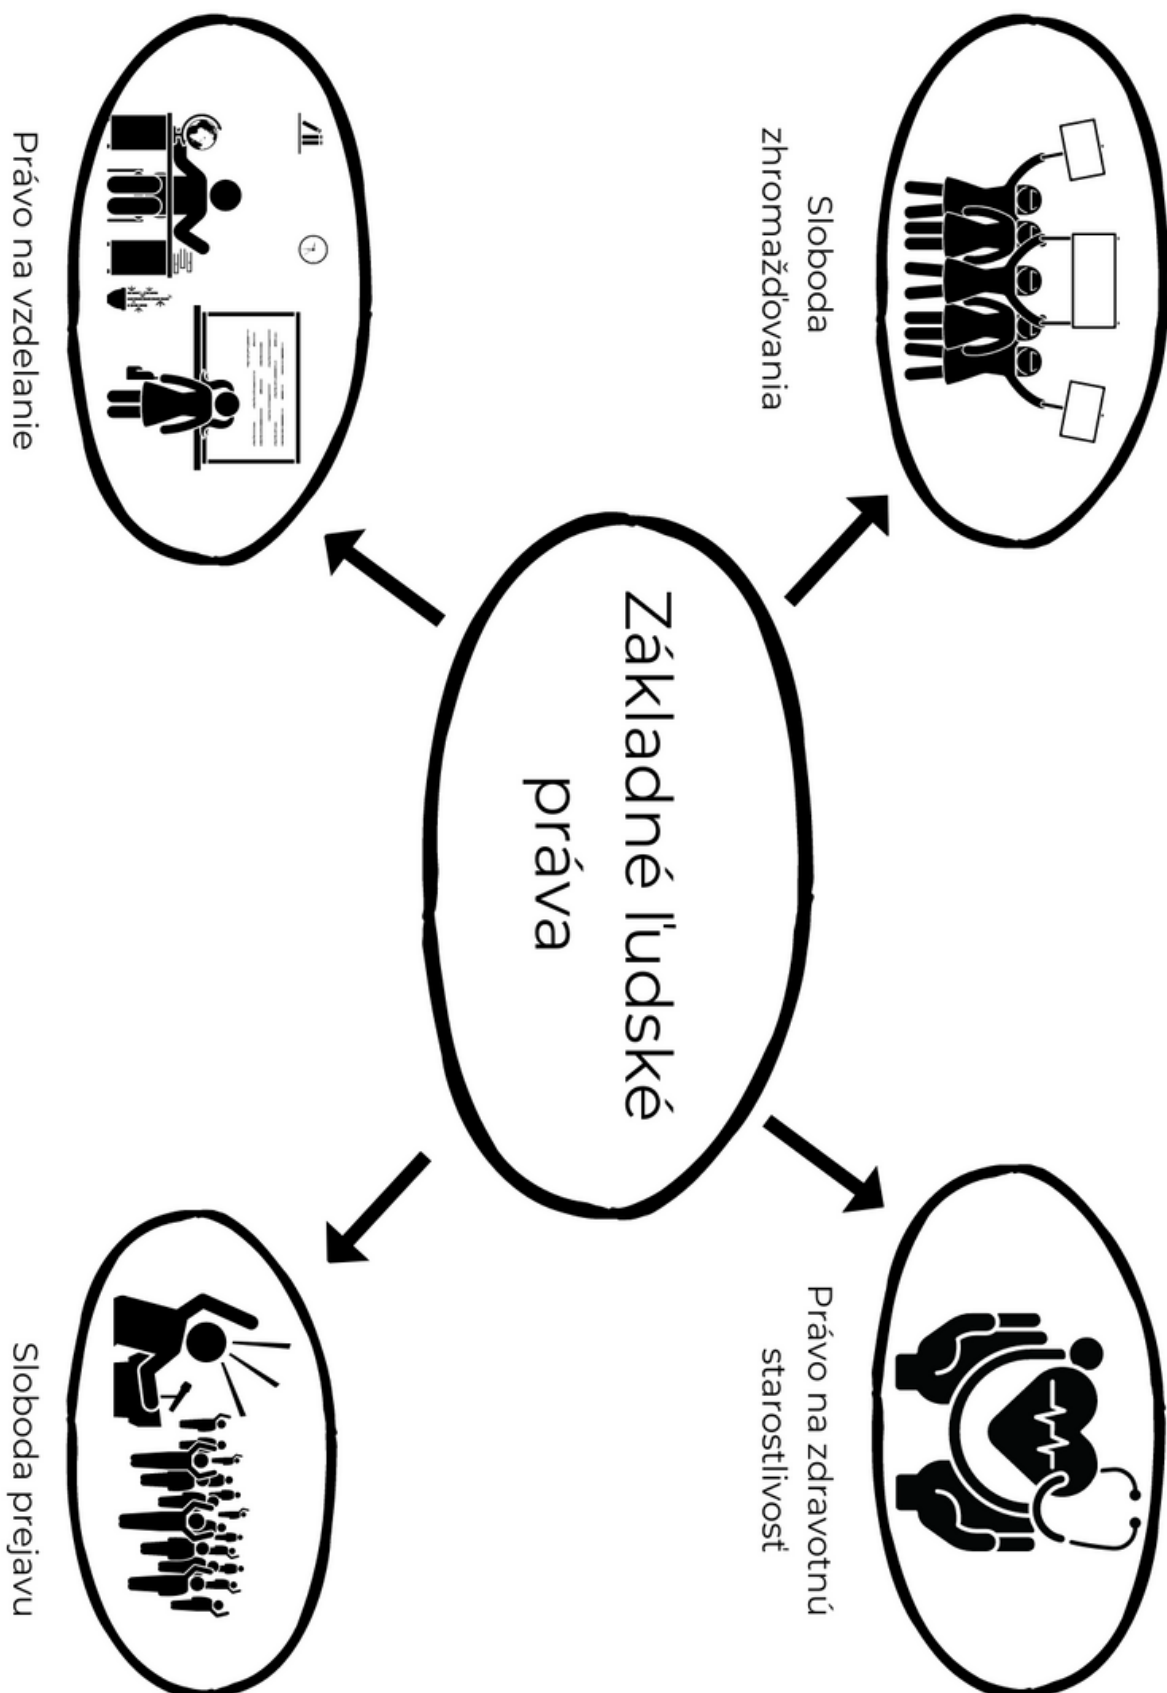 Sloboda
zhromažďovania
Právo na zdravotnú
starostlivosť
Základné ľudské
práva
Právo na vzdelanie
Sloboda prejavu